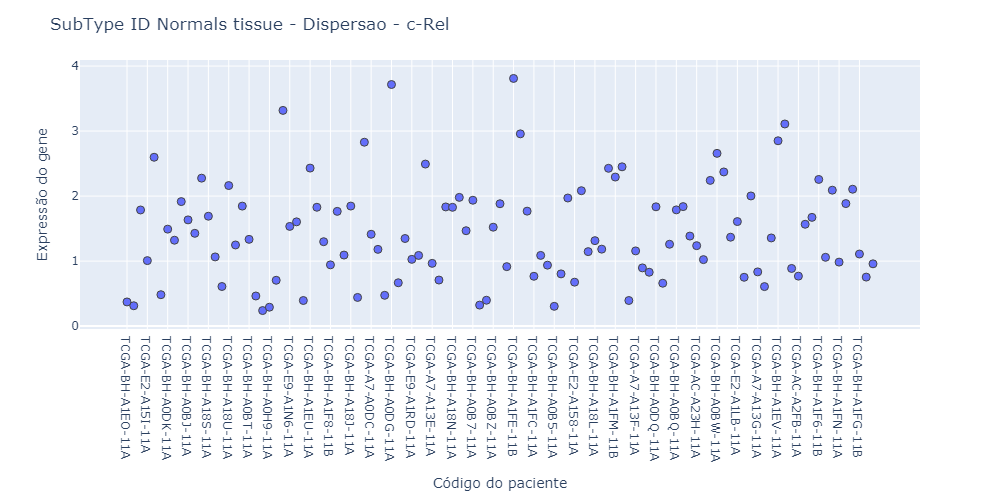 SubType ID Normals tissue - Dispersao - c-Rel
Expressão do gene
4
3
2
1
0
TCGA-BH-A1EO-11A
TCGA-E2-A15I-11A
TCGA-BH-A0DK-11A
TCGA-BH-A0BJ-11A
TCGA-BH-A18S-11A
TCGA-BH-A18U-11A
TCGA-BH-A0BT-11A
TCGA-BH-A0H9-11A
TCGA-E9-A1N6-11A
TCGA-BH-A1EU-11A
TCGA-BH-A1F8-11B
TCGA-BH-A18J-11A
TCGA-A7-A0DC-11A
TCGA-BH-A0DG-11A
TCGA-E9-A1RD-11A
TCGA-A7-A13E-11A
TCGA-BH-A18N-11A
TCGA-BH-A0B7-11A
TCGA-BH-A0BZ-11A
TCGA-BH-A1FE-11B
TCGA-BH-A1FC-11A
TCGA-BH-A0B5-11A
TCGA-E2-A158-11A
TCGA-BH-A18L-11A
TCGA-BH-A1FM-11B
TCGA-A7-A13F-11A
TCGA-BH-A0DQ-11A
TCGA-BH-A0BQ-11A
TCGA-AC-A23H-11A
TCGA-BH-A0BW-11A
TCGA-E2-A1LB-11A
TCGA-A7-A13G-11A
TCGA-BH-A1EV-11A
TCGA-AC-A2FB-11A
TCGA-BH-A1F6-11B
TCGA-BH-A1FN-11A
TCGA-BH-A1FG-11B
Código do paciente